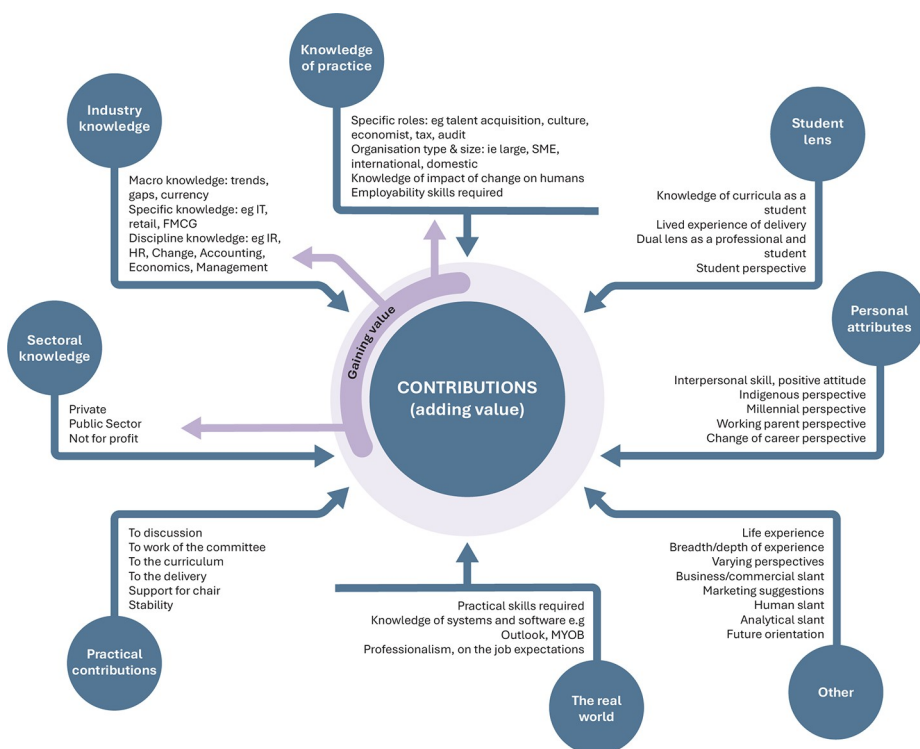 Knowledge
of practice
Specific roles: eg talent acquisition, culture,
economist, tax, audit
Organisation type & size: ie large, SME,
international, domestic
Knowledge of impact of change on humans
Employability skills required
Industry
knowledge
Macro knowledge: trends,
gaps, currency
Specific knowledge: eg IT,
retail, FMCG
Discipline knowledge: eg IR,
HR, Change, Accounting,
Economics, Management
Student
lens
Knowledge of curricula as a
student
Lived experience of delivery
Dual lens as a professional and
student
Student perspective
Sectoral
knowledge
Private
Public Sector
Not for profit
Gaining value
CONTRIBUTIONS
(adding value)
Personal
attributes
Interpersonal skill, positive attitude
Indigenous perspective
Millennial perspective
Working parent perspective
Change of career perspective
To discussion
To work of the committee
To the curriculum
To the delivery
Support for chair
Stability
Practical
contributions
Practical skills required
Knowledge of systems and software e.g
Outlook, MYOB
Professionalism, on the job expectations
The real
world
Life experience
Breadth/depth of experience
Varying perspectives
Business/commercial slant
Marketing suggestions
Human slant
Analytical slant
Future orientation
Other